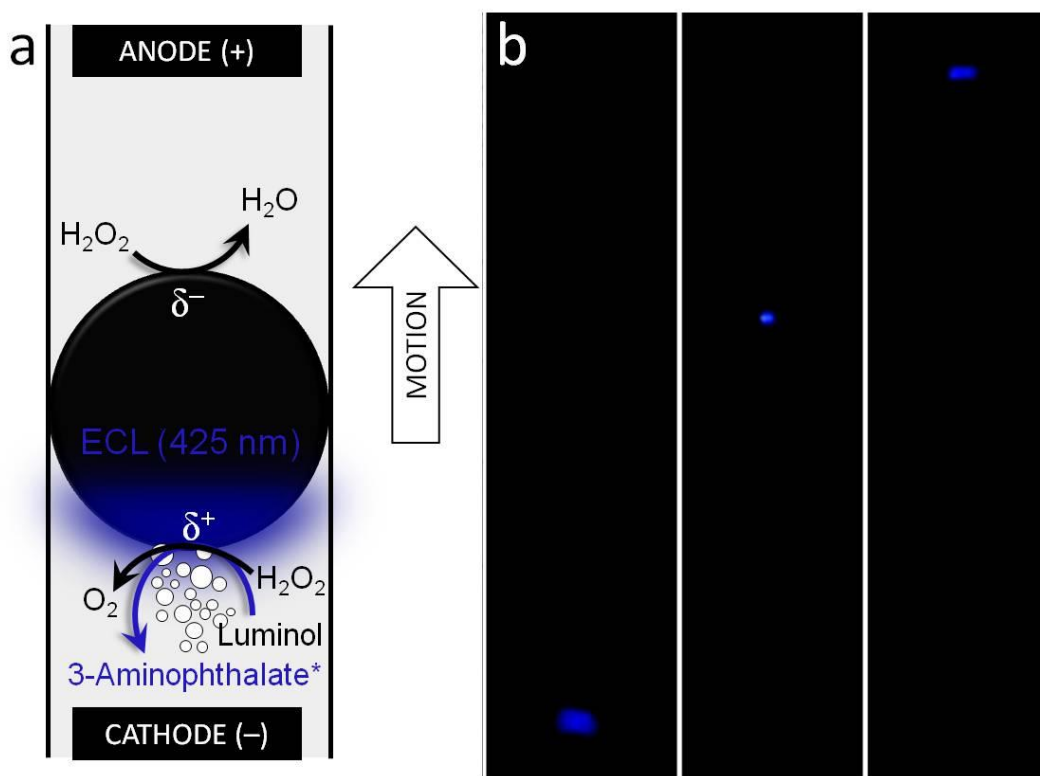 a
ANODE (+)
H₂O
H₂O₂
δ⁻
MOTION
ECL (425 nm)
δ⁺
H₂O₂
O₂
Luminol
3-Aminophthalate*
CATHODE (–)
b